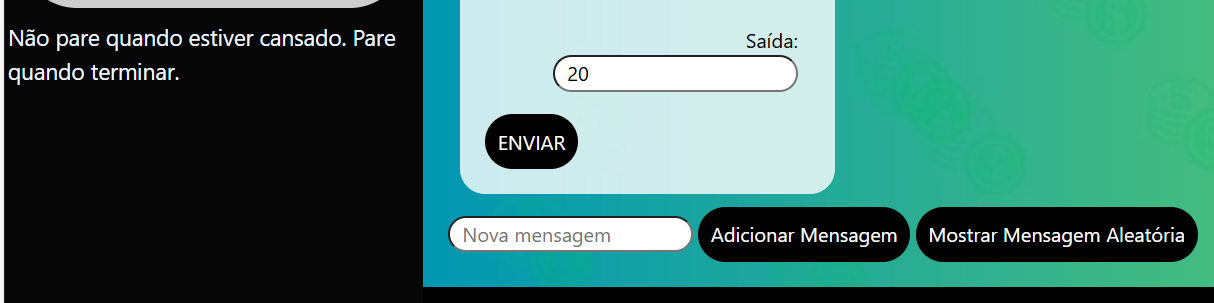 Não pare quando estiver cansado. Pare
quando terminar.
Saída:
20
ENVIAR
Nova mensagem
Adicionar Mensagem
Mostrar Mensagem Aleatória